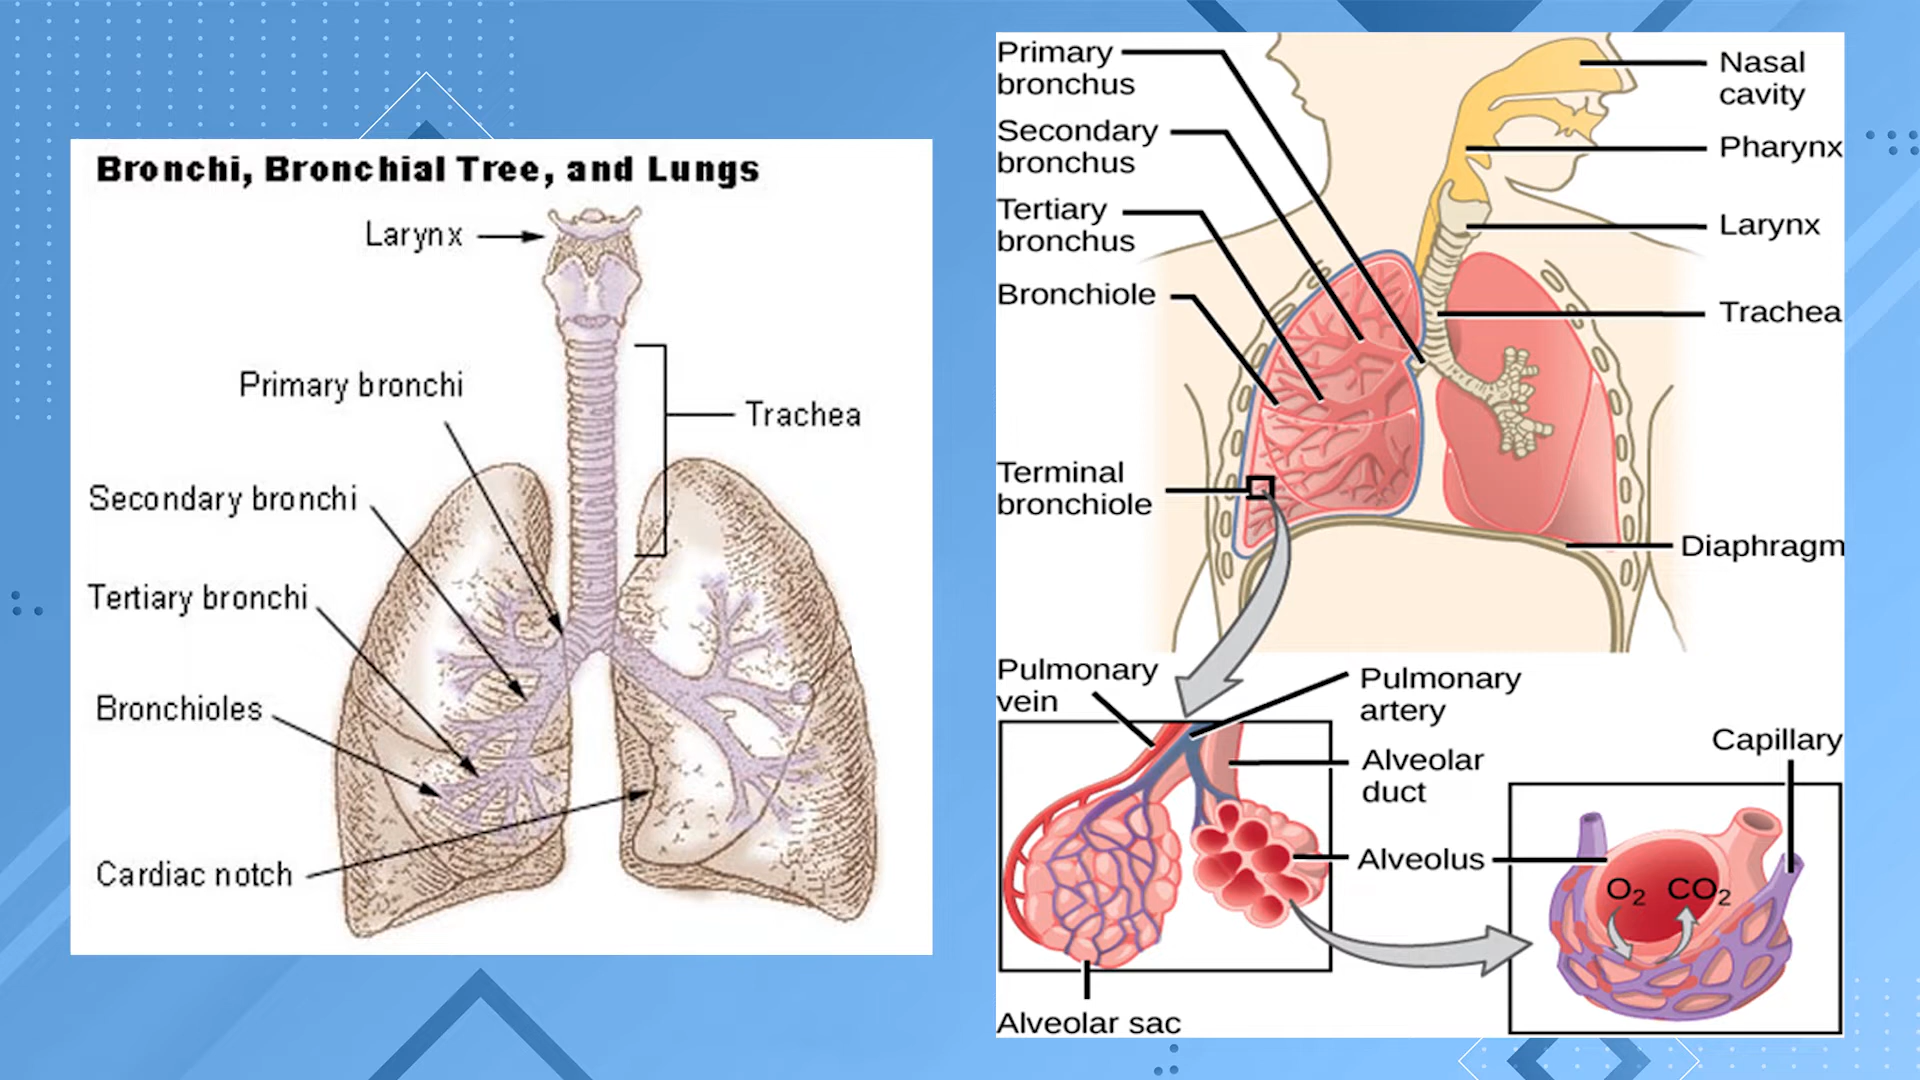 Bronchi, Bronchial Tree, and Lungs
Larynx
Primary bronchi
Trachea
Secondary bronchi
Tertiary bronchi
Bronchioles
Cardiac notch
Primary
bronchus
Secondary
bronchus
Tertiary
bronchus
Bronchiole
Terminal
bronchiole
Nasal
cavity
Pharynx
Larynx
Trachea
Diaphragm
Pulmonary
vein
Pulmonary
artery
Alveolar
duct
Alveolus
Alveolar sac
Capillary
O₂ CO₂